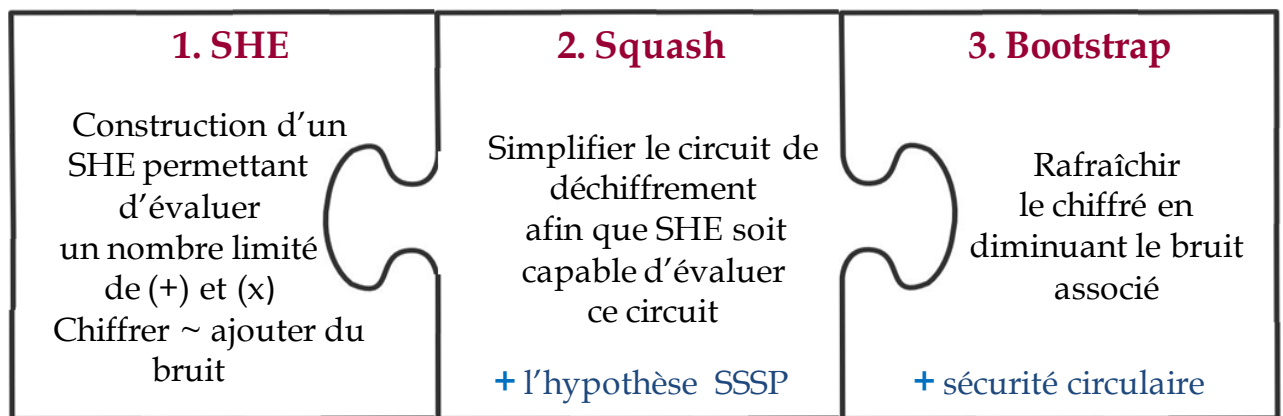 1. SHE
Construction d'un
SHE permettant
d'évaluer
un nombre limité
de (+) et (x)
Chiffrer ~ ajouter du
bruit
2. Squash
Simplifier le circuit de
déchiffrement
afin que SHE soit
capable d'évaluer
ce circuit
+ l'hypothèse SSSP
3. Bootstrap
Rafraîchir
le chiffré en
diminuant le bruit
associé
+ sécurité circulaire